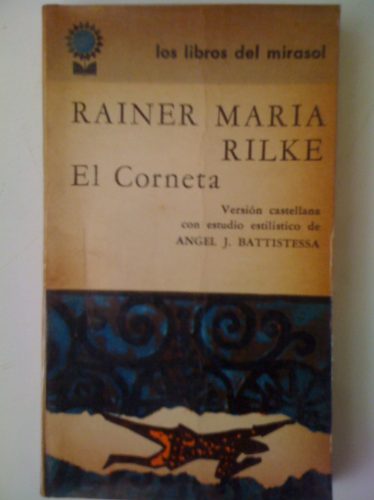 los libros del mirasol
RAINER MARIA
RILKE
El Corneta
Versión castellana
con estudio estilístico de
ANGEL J. BATTISTESSA